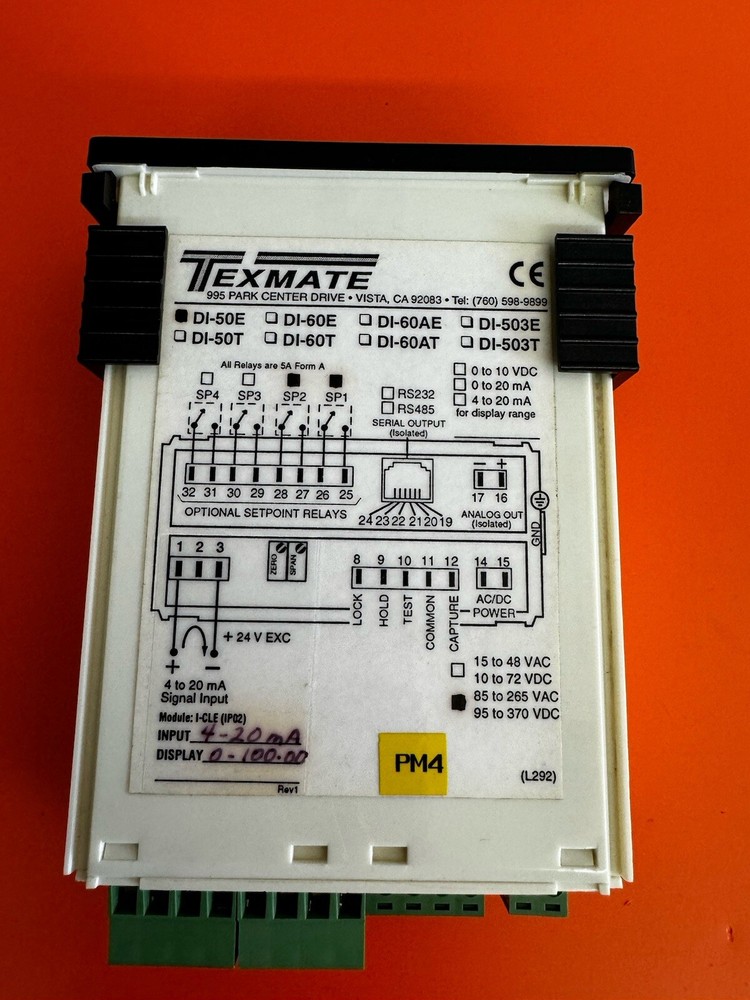 TEXMATE
CE
995 PARK CENTER DRIVE • VISTA, CA 92083 • Tel: (760) 598-9899
DI-50E DI-60E DI-60AE DI-503E
DI-50T DI-60T DI-60AT DI-503T
All Relays are 5A Form A
SP4 SP3 SP2 SP1
RS232
RS485
SERIAL OUTPUT
(Isolated)
0 to 10 VDC
0 to 20 mA
4 to 20 mA
for display range
32 31 30 29 28 27 26 25
OPTIONAL SETPOINT RELAYS
24 23 22 21 20 19
- +
17 16
ANALOG OUT
(Isolated)
GND
1 2 3
ZERO
SPAN
8 9 10 11 12
LOCK
HOLD
TEST
COMMON
CAPTURE
14 15
AC/DC
POWER
+ 24 V EXC
+ -
4 to 20 mA
Signal Input
15 to 48 VAC
10 to 72 VDC
85 to 265 VAC
95 to 370 VDC
Module: I-CLE (IP02)
INPUT 4-20mA
DISPLAY 0-100.00
Rev1
PM4
(L292)